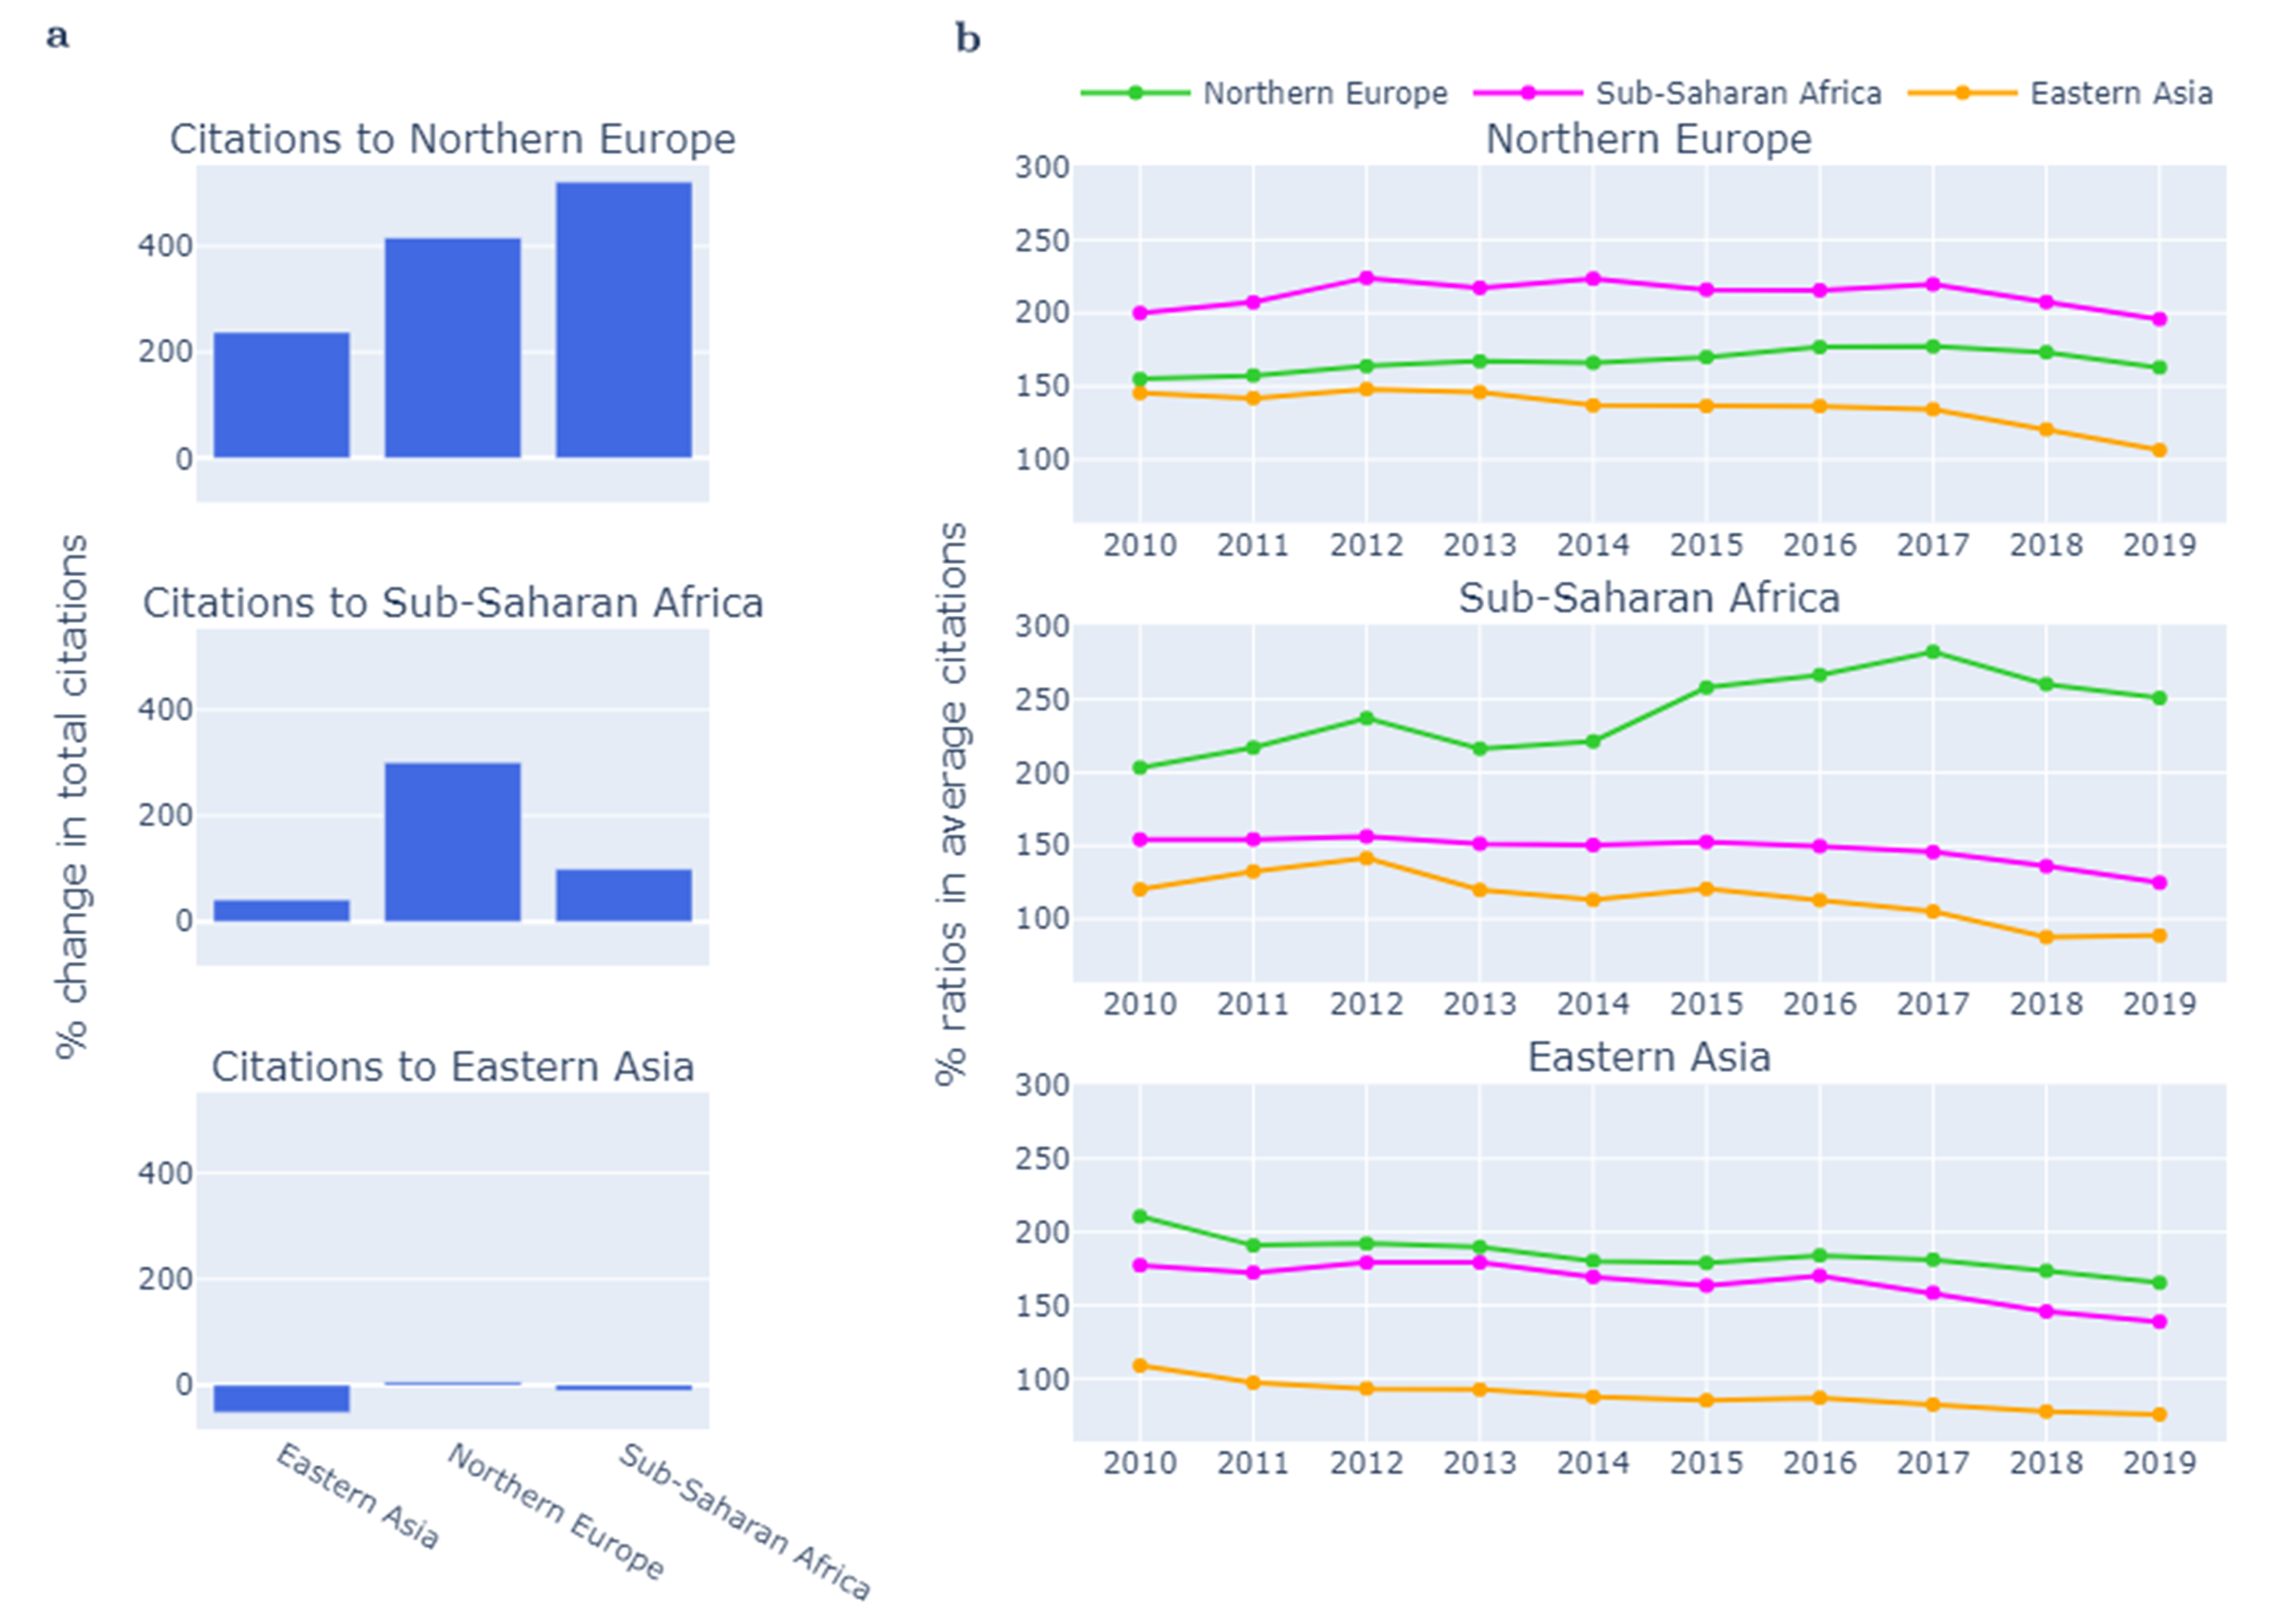 a
Citations to Northern Europe
400
200
0
Citations to Sub-Saharan Africa
400
200
0
Citations to Eastern Asia
400
200
0
Eastern Asia
Northern Europe
Sub-Saharan Africa
% change in total citations
b
Northern Europe Sub-Saharan Africa Eastern Asia
Northern Europe
300
250
200
150
100
2010 2011 2012 2013 2014 2015 2016 2017 2018 2019
Sub-Saharan Africa
300
250
200
150
100
2010 2011 2012 2013 2014 2015 2016 2017 2018 2019
Eastern Asia
300
250
200
150
100
2010 2011 2012 2013 2014 2015 2016 2017 2018 2019
% ratios in average citations